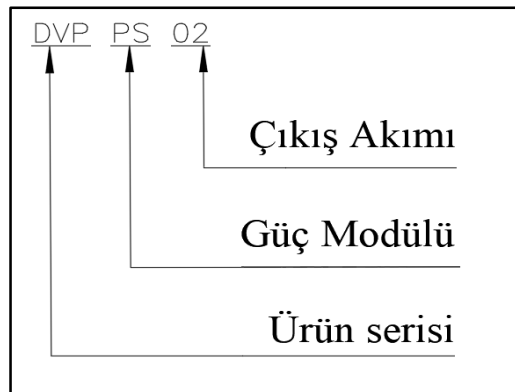 DVP PS 02
Çıkış Akımı
Güç Modülü
Ürün serisi